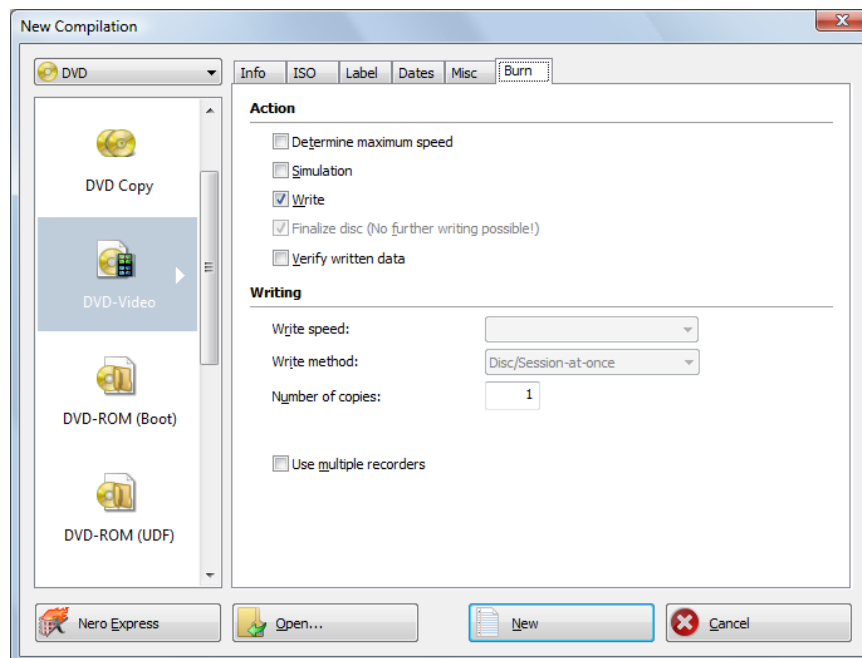 New Compilation
DVD
Info ISO Label Dates Misc Burn
DVD Copy
DVD-Video
DVD-ROM (Boot)
DVD-ROM (UDF)
Action
Determine maximum speed
Simulation
Write
Finalize disc (No further writing possible!)
Verify written data
Writing
Write speed:
Write method: Disc/Session-at-once
Number of copies: 1
Use multiple recorders
Nero Express Open... New Cancel